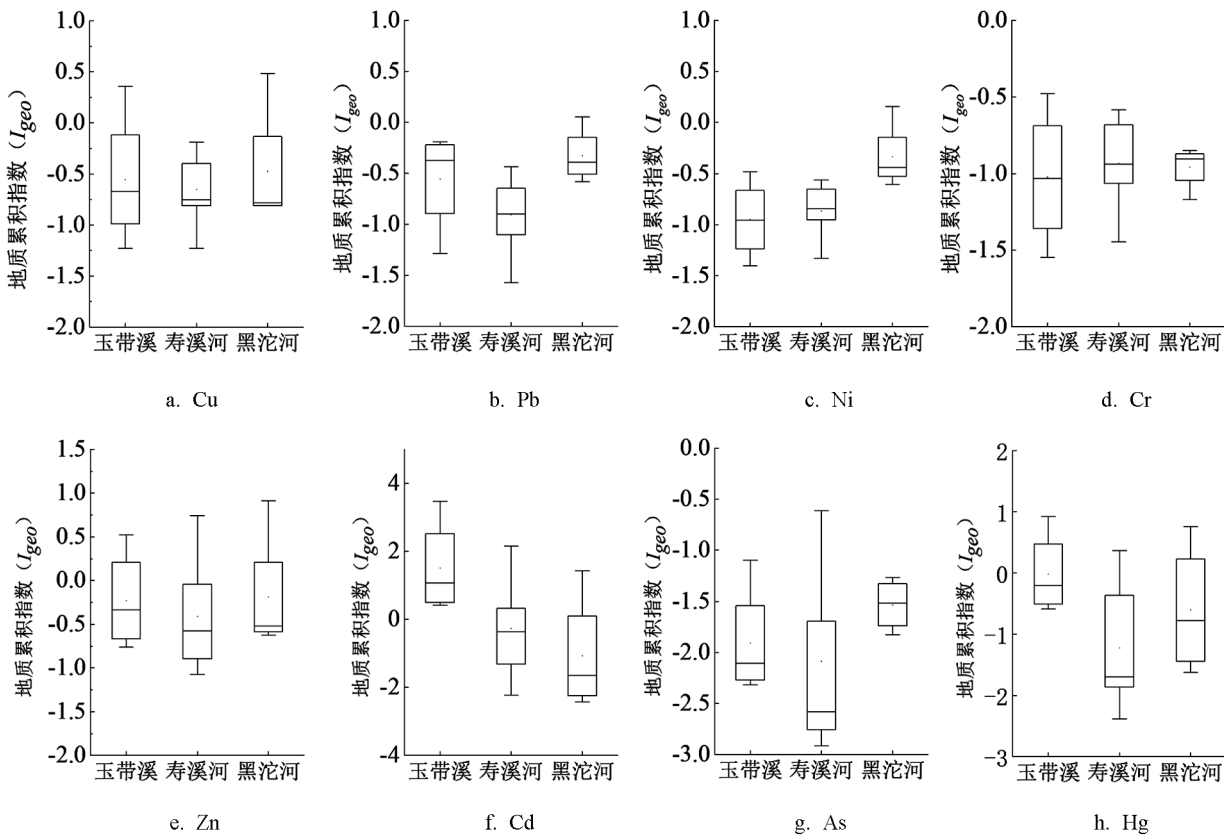 地质累积指数（Igeo）
1.0
0.5
0.0
-0.5
-1.0
-1.5
-2.0
玉带溪 寿溪河 黑沱河
a. Cu
地质累积指数（Igeo）
1.0
0.5
0.0
-0.5
-1.0
-1.5
-2.0
玉带溪 寿溪河 黑沱河
b. Pb
地质累积指数（Igeo）
1.0
0.5
0.0
-0.5
-1.0
-1.5
-2.0
玉带溪 寿溪河 黑沱河
c. Ni
地质累积指数（Igeo）
0.0
-0.5
-1.0
-1.5
-2.0
玉带溪 寿溪河 黑沱河
d. Cr
地质累积指数（Igeo）
1.5
1.0
0.5
0.0
-0.5
-1.0
-1.5
-2.0
玉带溪 寿溪河 黑沱河
e. Zn
地质累积指数（Igeo）
4
2
0
-2
-4
玉带溪 寿溪河 黑沱河
f. Cd
地质累积指数（Igeo）
0.0
-0.5
-1.0
-1.5
-2.0
-2.5
-3.0
玉带溪 寿溪河 黑沱河
g. As
地质累积指数（Igeo）
2
1
0
-1
-2
-3
玉带溪 寿溪河 黑沱河
h. Hg